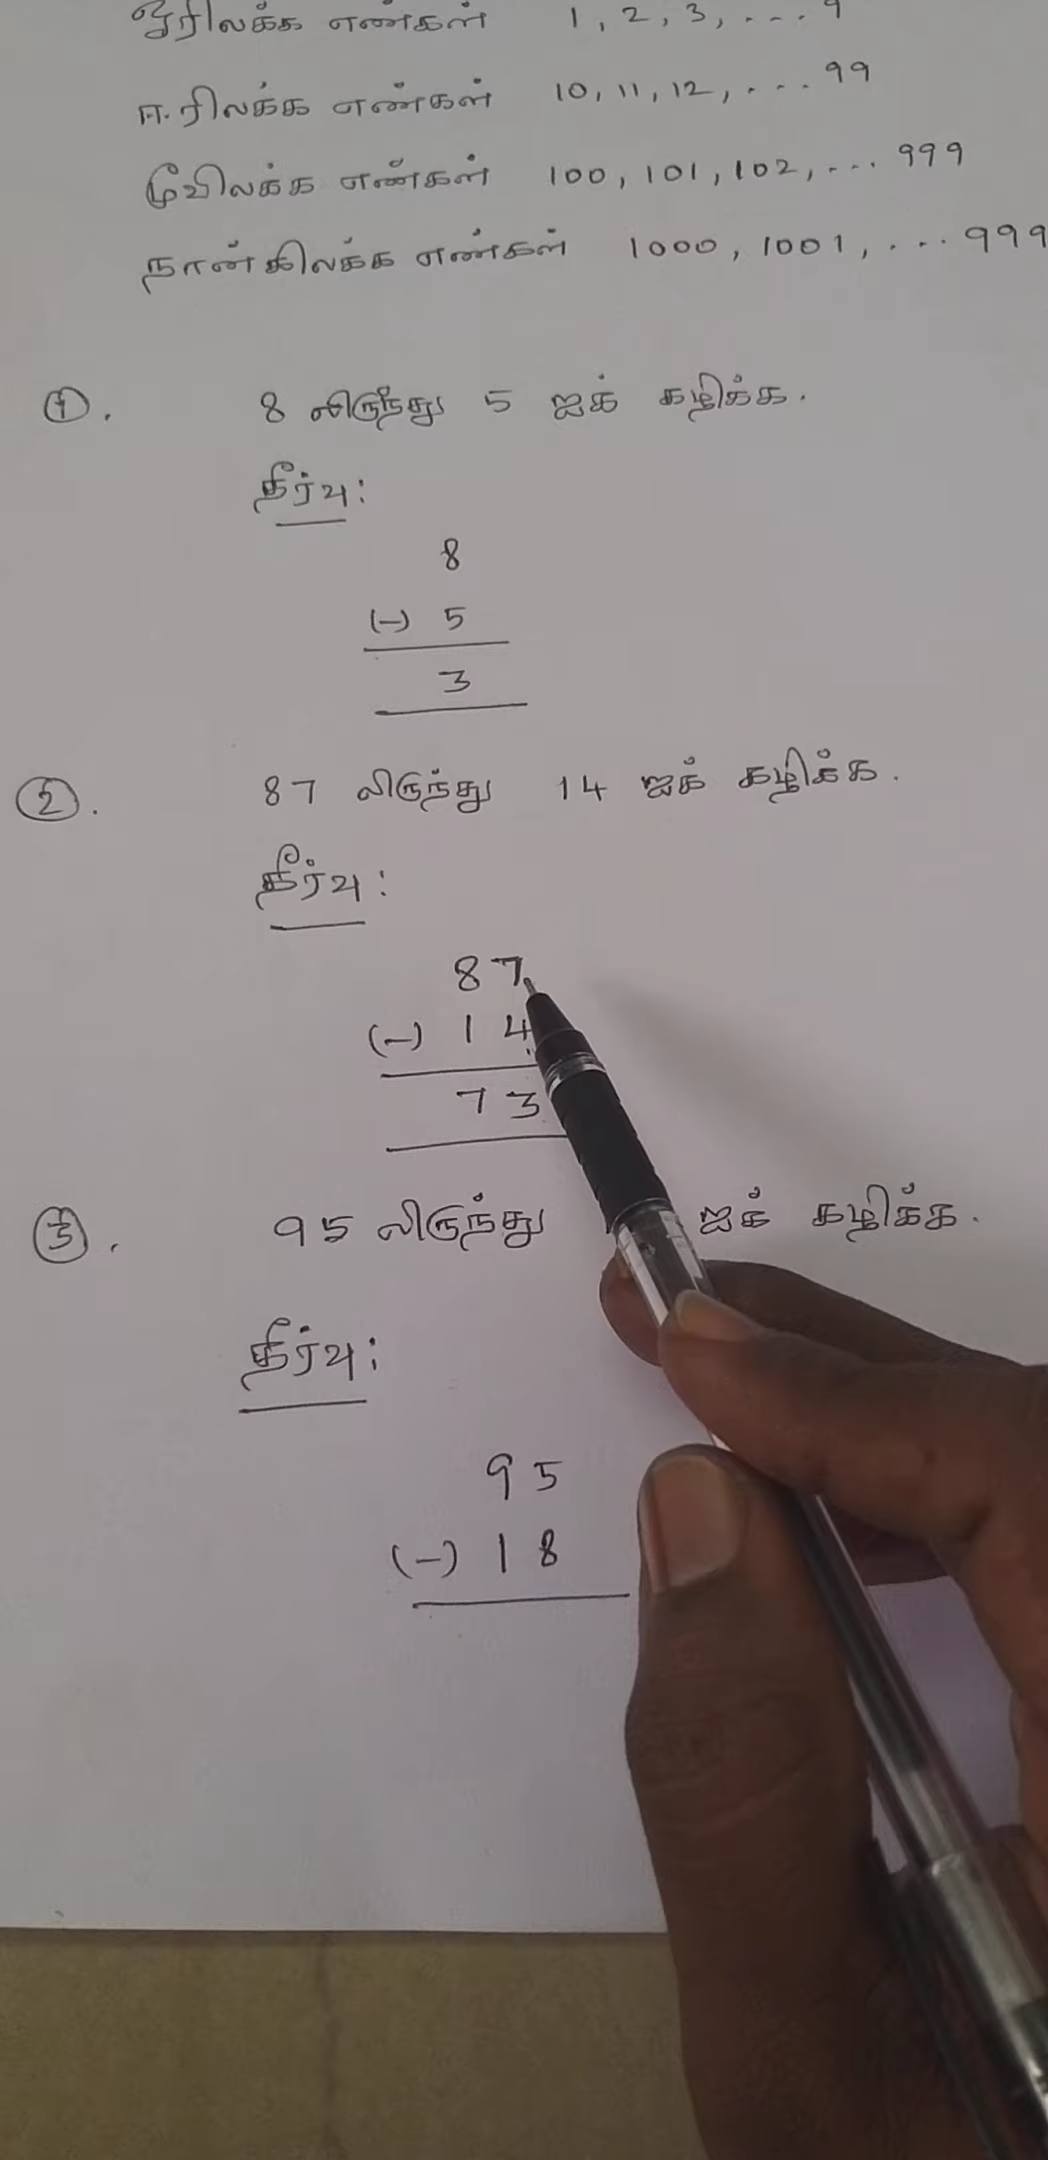 ஓரிலக்க எண்கள் 1, 2, 3, ... 9
ஈ.ரிலக்க எண்கள் 10, 11, 12, ... 99
மூவிலக்க எண்கள் 100, 101, 102, ... 999
நான்கிலக்க எண்கள் 1000, 1001, ... 999
①. 8 லிருந்து 5 ஐக் கழிக்க.
தீர்வு:
8
(-) 5
3
②. 87 லிருந்து 14 ஐக் கழிக்க.
தீர்வு:
87
(-) 14
73
③. 95 லிருந்து ஐக் கழிக்க.
தீர்வு:
95
(-) 18